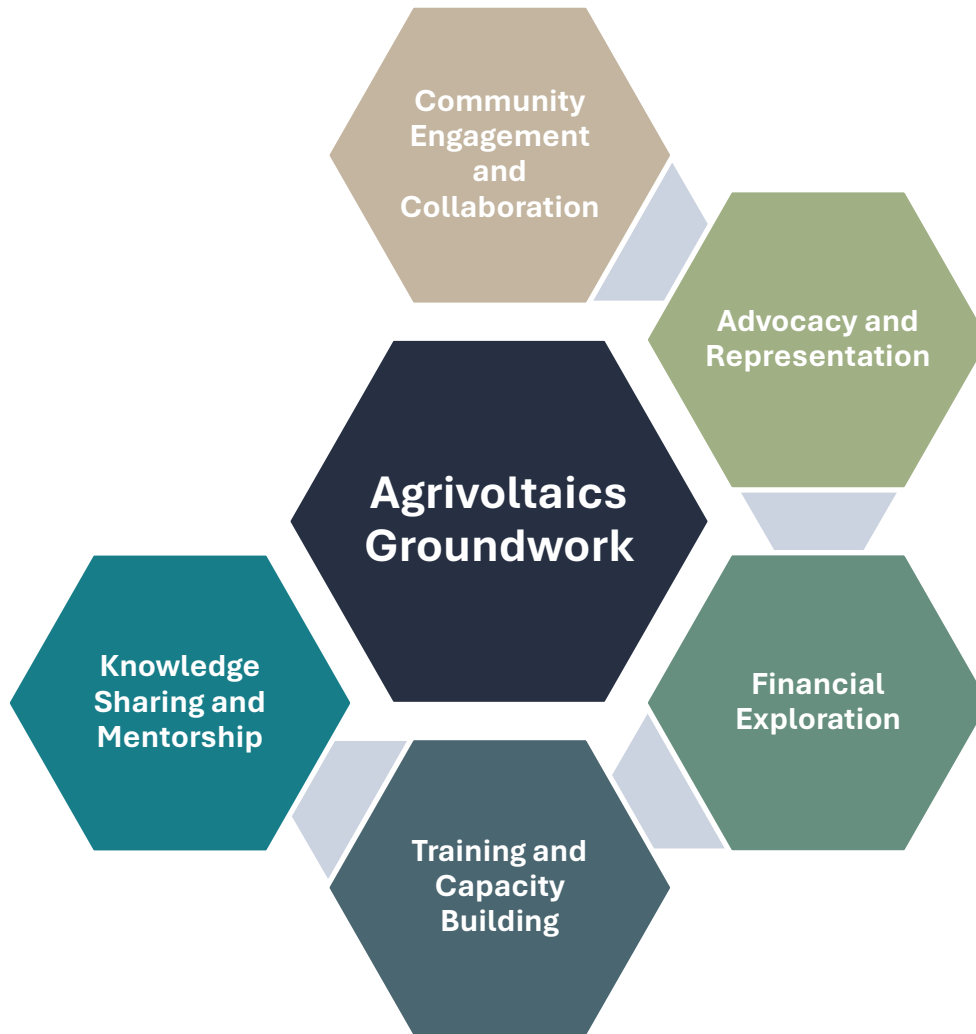 Community
Engagement
and
Collaboration
Advocacy and
Representation
Agrivoltaics
Groundwork
Financial
Exploration
Knowledge
Sharing and
Mentorship
Training and
Capacity
Building